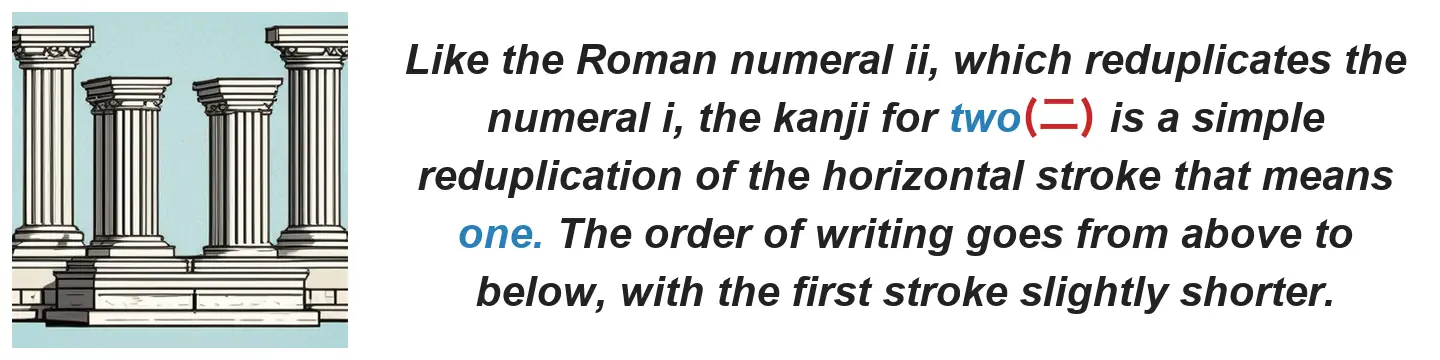 Like the Roman numeral ii, which reduplicates the
numeral i, the kanji for two(二) is a simple
reduplication of the horizontal stroke that means
one. The order of writing goes from above to
below, with the first stroke slightly shorter.